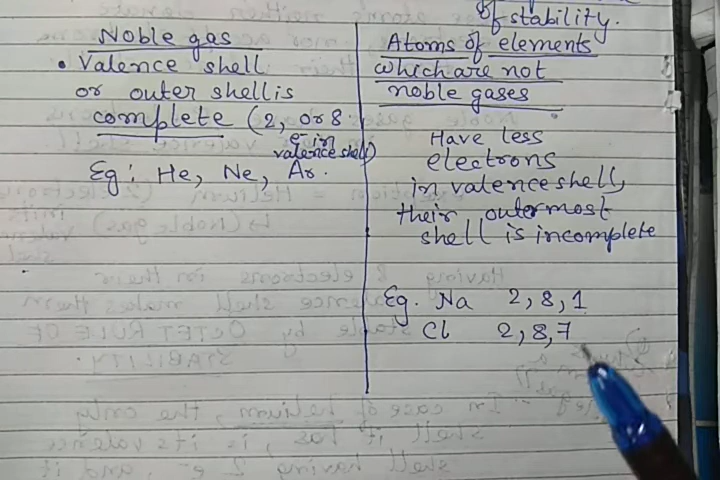 of stability.
Noble gas
• Valence shell
or outer shell is
complete (2, or 8
e- in
valence shell)
Eg: He, Ne, Ar.
Atoms of elements
which are not
noble gases
Have less
electrons
in valence shell,
their outermost
shell is incomplete
Eg. Na 2, 8, 1
Cl 2, 8, 7